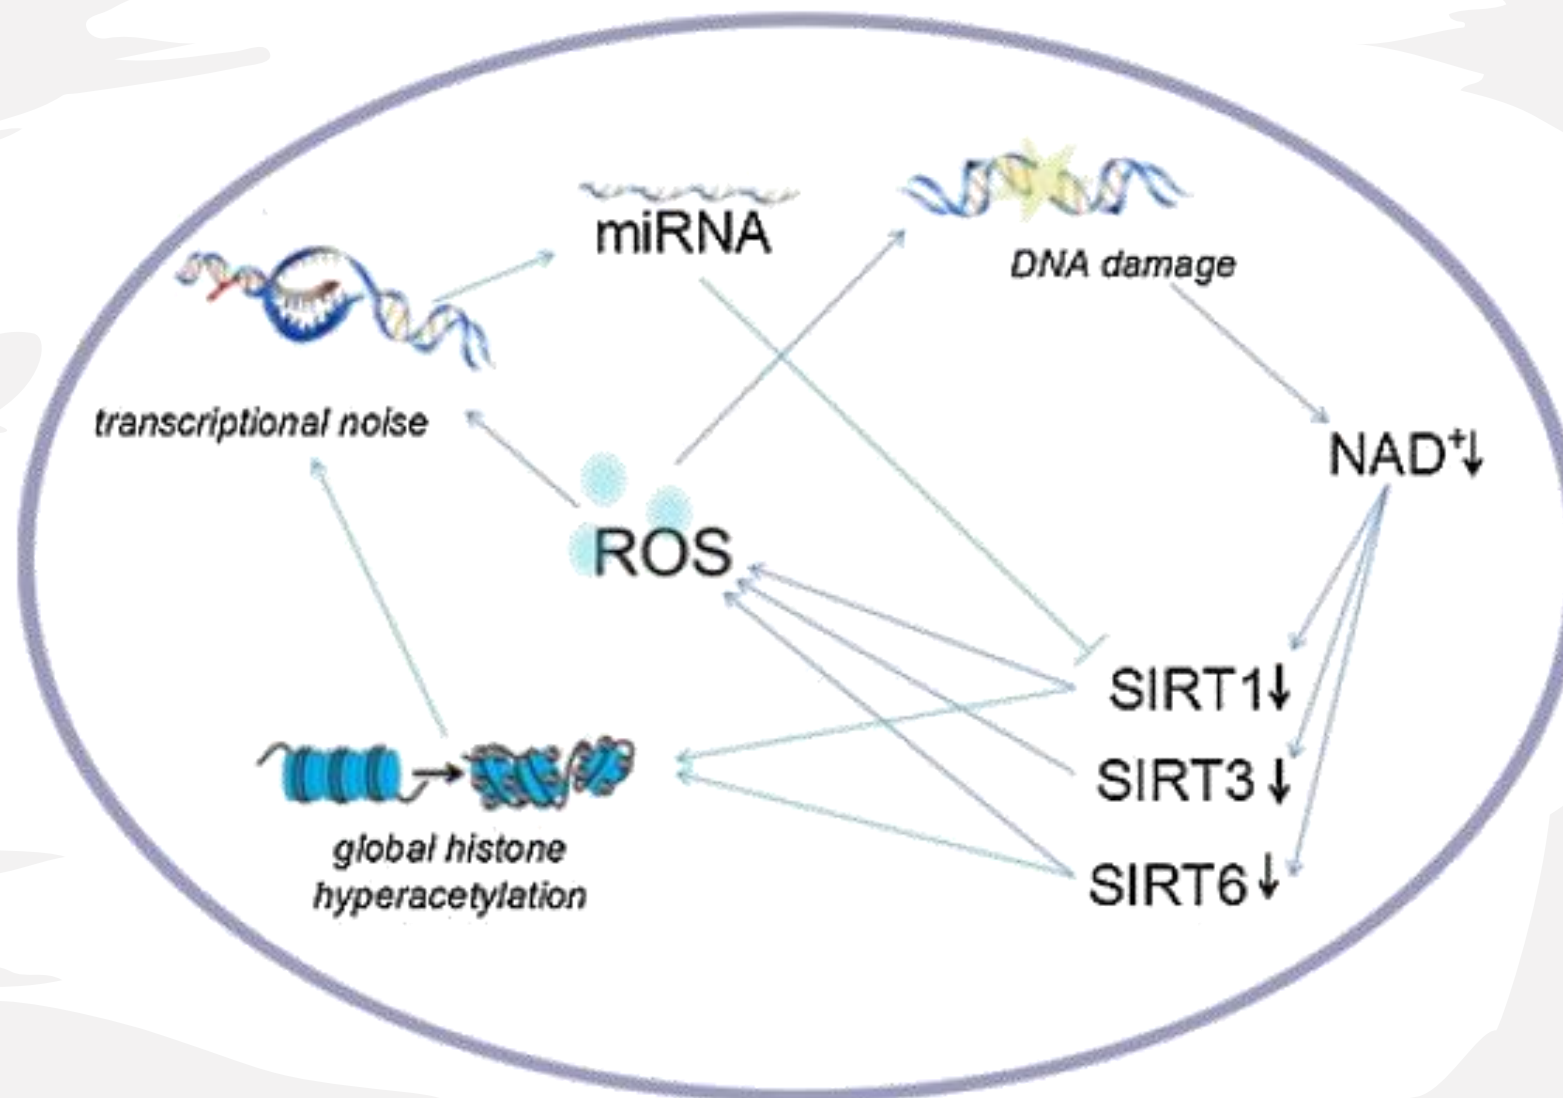 miRNA
DNA damage
transcriptional noise
NAD⁺↓
ROS
SIRT1↓
SIRT3↓
global histone
hyperacetylation
SIRT6↓